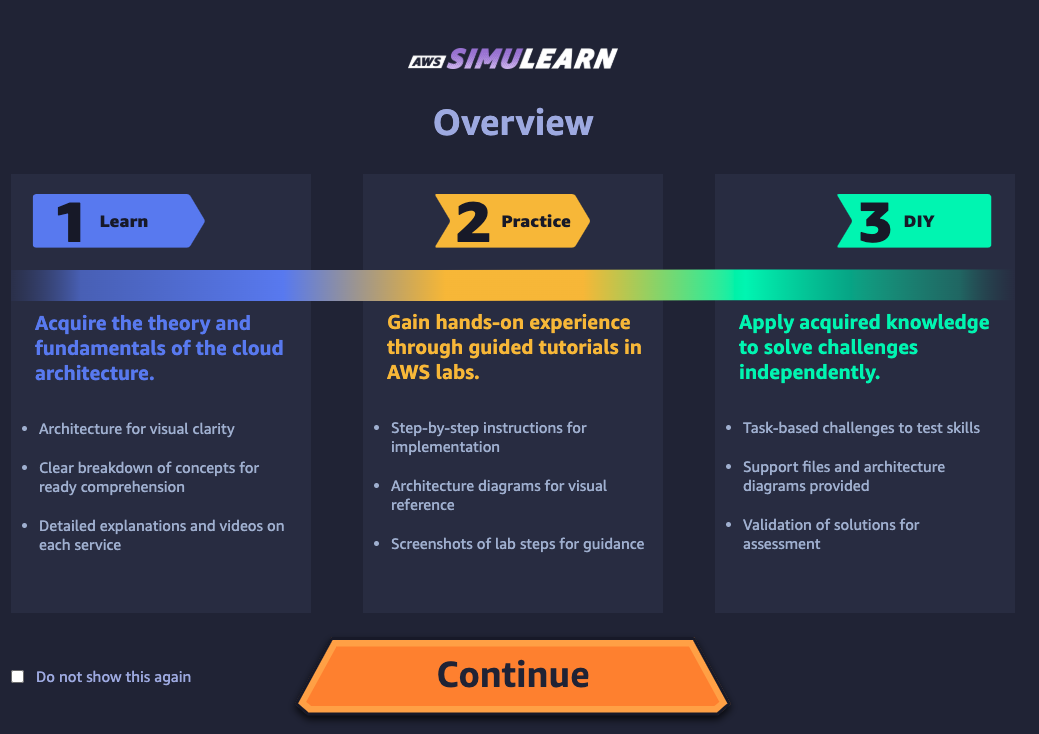 AWS SIMULEARN
Overview
1 Learn
Acquire the theory and
fundamentals of the cloud
architecture.
• Architecture for visual clarity
• Clear breakdown of concepts for
ready comprehension
• Detailed explanations and videos on
each service
2 Practice
Gain hands-on experience
through guided tutorials in
AWS labs.
• Step-by-step instructions for
implementation
• Architecture diagrams for visual
reference
• Screenshots of lab steps for guidance
3 DIY
Apply acquired knowledge
to solve challenges
independently.
• Task-based challenges to test skills
• Support files and architecture
diagrams provided
• Validation of solutions for
assessment
Do not show this again
Continue